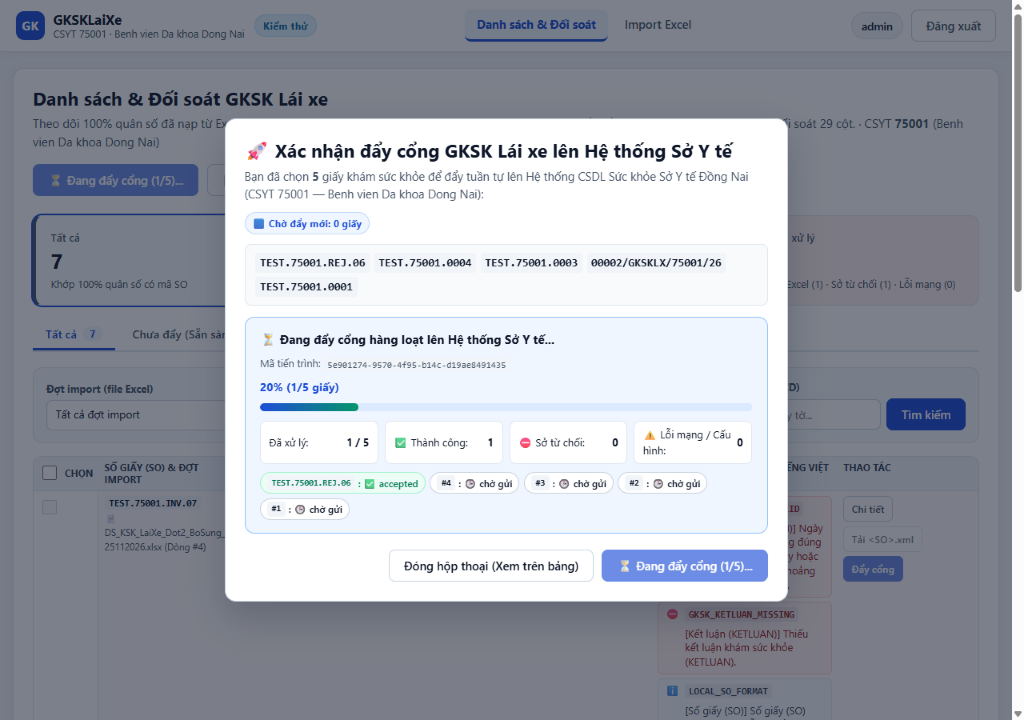 GK
GKSKLaiXe
CSYT 75001 · Benh vien Da khoa Dong Nai
Kiểm thử
Danh sách & Đối soát
Import Excel
admin
Đăng xuất
Danh sách & Đối soát GKSK Lái xe
Theo dõi 100% quân số đã nạp từ Ex
i soát 29 cột. · CSYT 75001 (Benh
vien Da khoa Dong Nai)
⏳ Đang đẩy cổng (1/5)...
Tất cả
7
Khớp 100% quân số có mã SO
xử lý
Excel (1) · Sở từ chối (1) · Lỗi mạng (0)
Tất cả 7
Chưa đẩy (Sẵn sàn
Đợt import (file Excel)
Tất cả đợt import
D)
y tờ...
Tìm kiếm
CHỌN
SỐ GIẤY (SO) & ĐỢT
IMPORT
ẾNG VIỆT
THAO TÁC
TEST.75001.INV.07
DS_KSK_LaiXe_Dot2_BoSung_
25112026.xlsx (Dòng #4)
ID
)] Ngày
g đúng
y hoặc
hoảng
Chi tiết
Tải <SO>.xml
Đẩy cổng
GKSK_KETLUAN_MISSING
[Kết luận (KETLUAN)] Thiếu
kết luận khám sức khỏe
(KETLUAN).
LOCAL_SO_FORMAT
[Số giấy (SO)] Số giấy (SO)
🚀 Xác nhận đẩy cổng GKSK Lái xe lên Hệ thống Sở Y tế
Bạn đã chọn 5 giấy khám sức khỏe để đẩy tuần tự lên Hệ thống CSDL Sức khỏe Sở Y tế Đồng Nai
(CSYT 75001 — Benh vien Da khoa Dong Nai):
🟦 Chờ đẩy mới: 0 giấy
TEST.75001.REJ.06 TEST.75001.0004 TEST.75001.0003 00002/GKSKLX/75001/26
TEST.75001.0001
⏳ Đang đẩy cổng hàng loạt lên Hệ thống Sở Y tế...
Mã tiến trình: 5e901274-9570-4f95-b14c-d19ae8491435
20% (1/5 giấy)
Đã xử lý: 1 / 5
✅ Thành công: 1
⛔ Sở từ chối: 0
⚠️ Lỗi mạng / Cấu
hình: 0
TEST.75001.REJ.06 : ✅ accepted
#4 : 🕒 chờ gửi
#3 : 🕒 chờ gửi
#2 : 🕒 chờ gửi
#1 : 🕒 chờ gửi
Đóng hộp thoại (Xem trên bảng)
⏳ Đang đẩy cổng (1/5)...